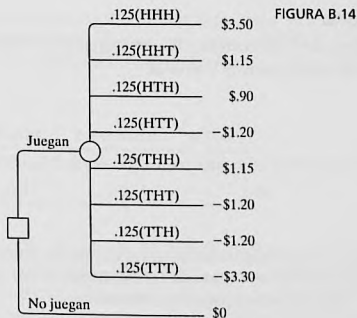 FIGURA B.14
.125(HHH) $3.50
.125(HHT) $1.15
.125(HTH) $.90
.125(HTT) −$1.20
Juegan
.125(THH) $1.15
.125(THT) −$1.20
.125(TTH) −$1.20
.125(TTT) −$3.30
No juegan $0